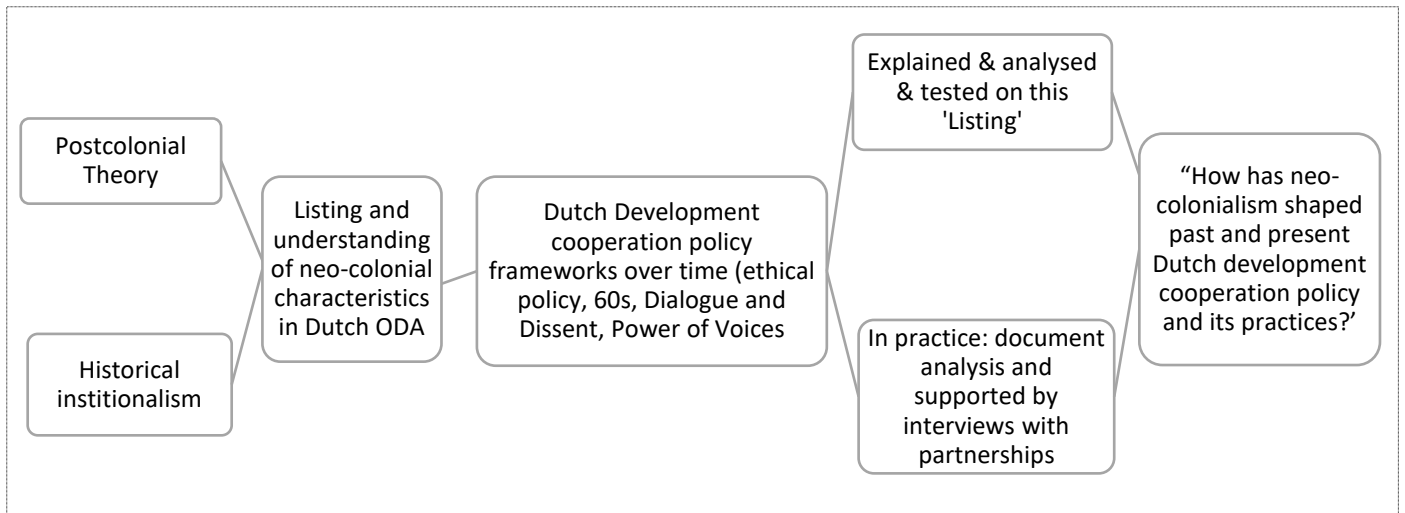 Postcolonial
Theory
Historical
institionalism
Listing and
understanding
of neo-colonial
characteristics
in Dutch ODA
Dutch Development
cooperation policy
frameworks over time (ethical
policy, 60s, Dialogue and
Dissent, Power of Voices
Explained & analysed
& tested on this
'Listing'
In practice: document
analysis and
supported by
interviews with
partnerships
“How has neo-
colonialism shaped
past and present
Dutch development
cooperation policy
and its practices?’